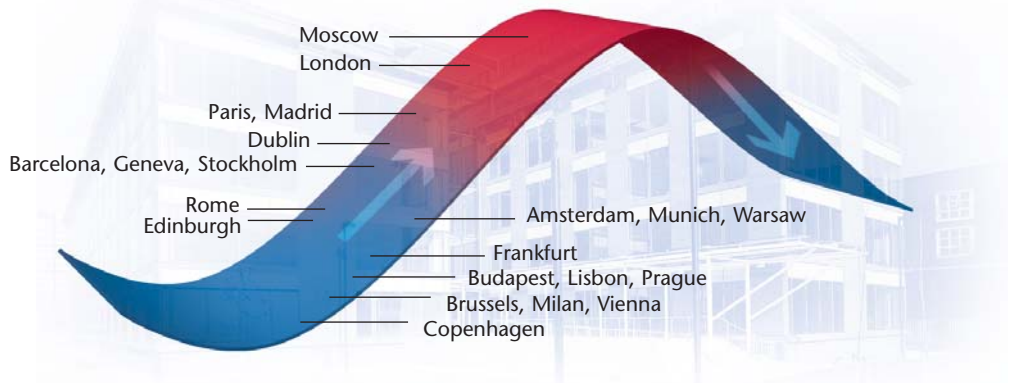 Moscow
London
Paris, Madrid
Dublin
Barcelona, Geneva, Stockholm
Rome
Edinburgh
Amsterdam, Munich, Warsaw
Frankfurt
Budapest, Lisbon, Prague
Brussels, Milan, Vienna
Copenhagen